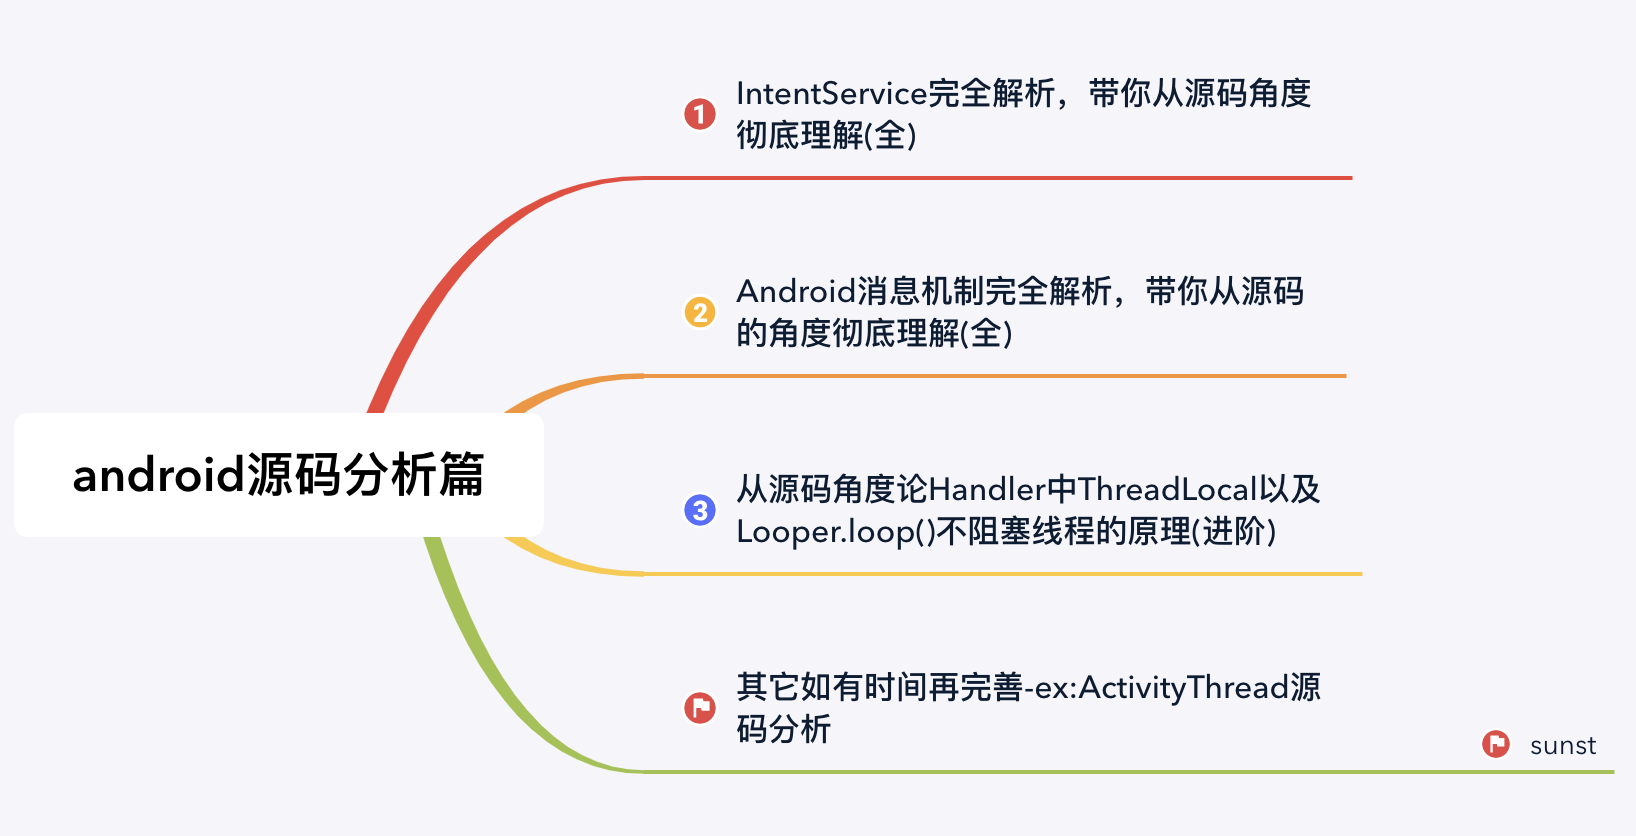 1
IntentService完全解析，带你从源码角度
彻底理解(全)
2
Android消息机制完全解析，带你从源码
的角度彻底理解(全)
android源码分析篇
3
从源码角度论Handler中ThreadLocal以及
Looper.loop()不阻塞线程的原理(进阶)
其它如有时间再完善-ex:ActivityThread源
码分析
sunst